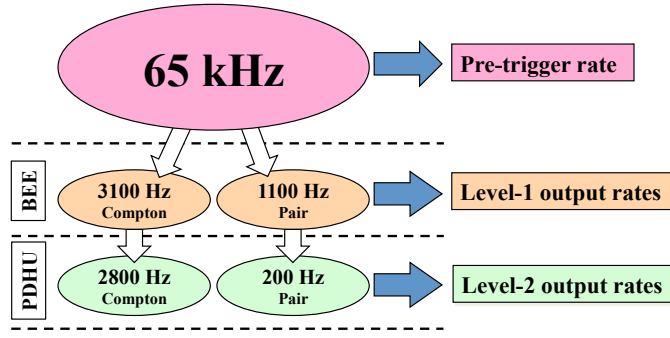 65 kHz
Pre-trigger rate
BEE
3100 Hz
Compton
1100 Hz
Pair
Level-1 output rates
PDHU
2800 Hz
Compton
200 Hz
Pair
Level-2 output rates